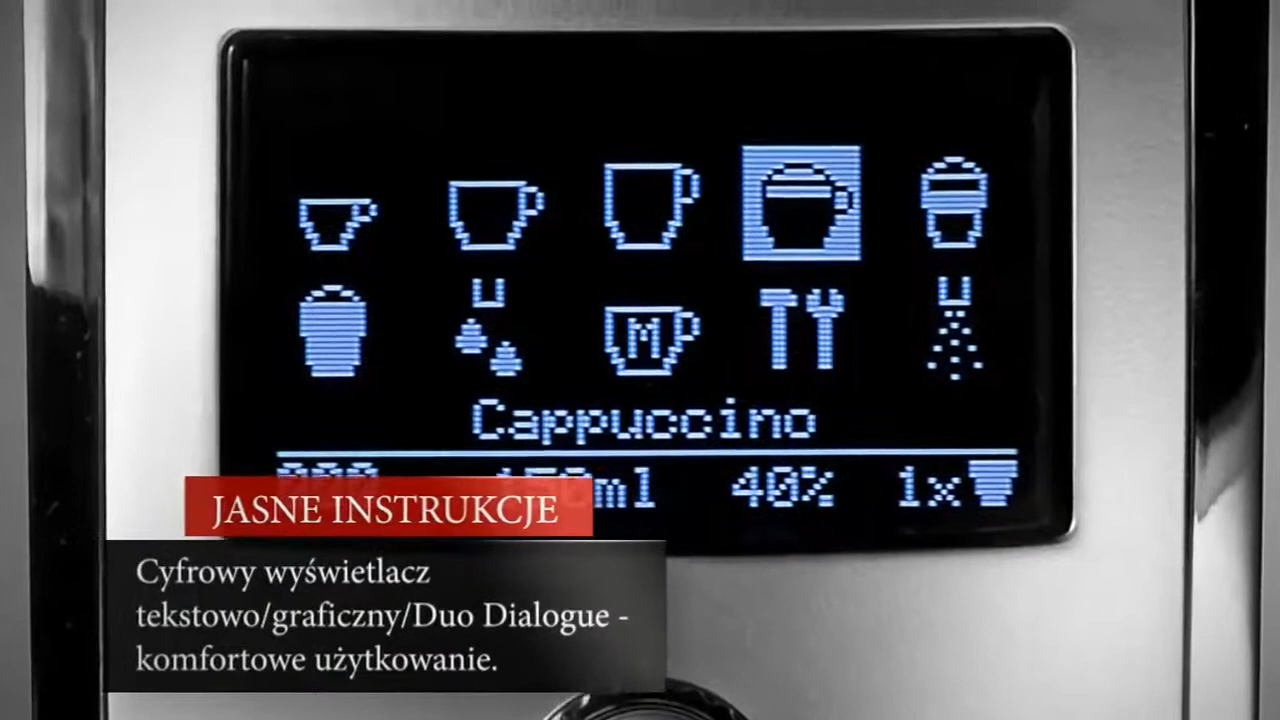 M
Cappuccino
40% 1x
JASNE INSTRUKCJE
Cyfrowy wyświetlacz
tekstowo/graficzny/Duo Dialogue -
komfortowe użytkowanie.